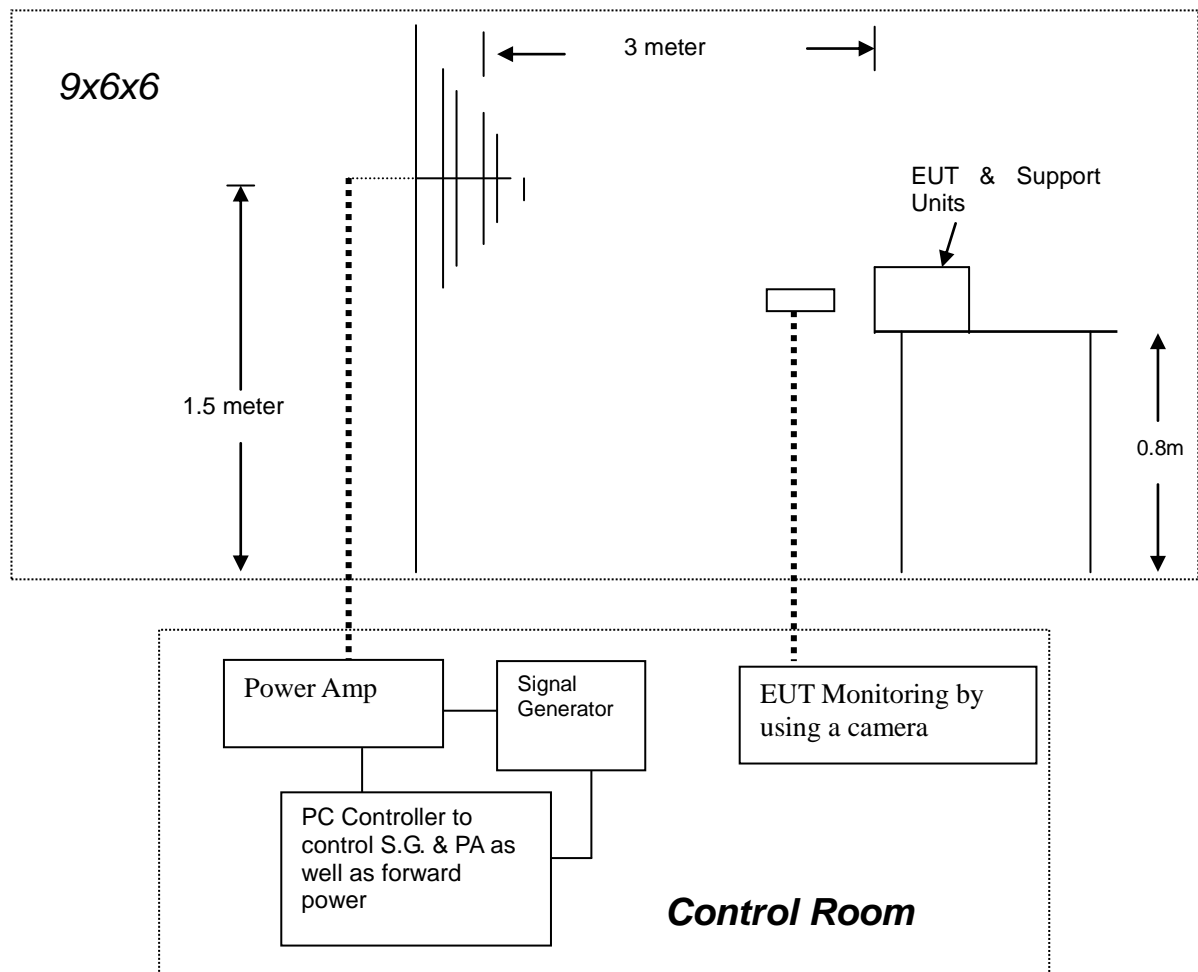 3 meter
9x6x6
EUT & Support
Units
1.5 meter
0.8m
Power Amp
Signal
Generator
EUT Monitoring by
using a camera
PC Controller to
control S.G. & PA as
well as forward
power
Control Room